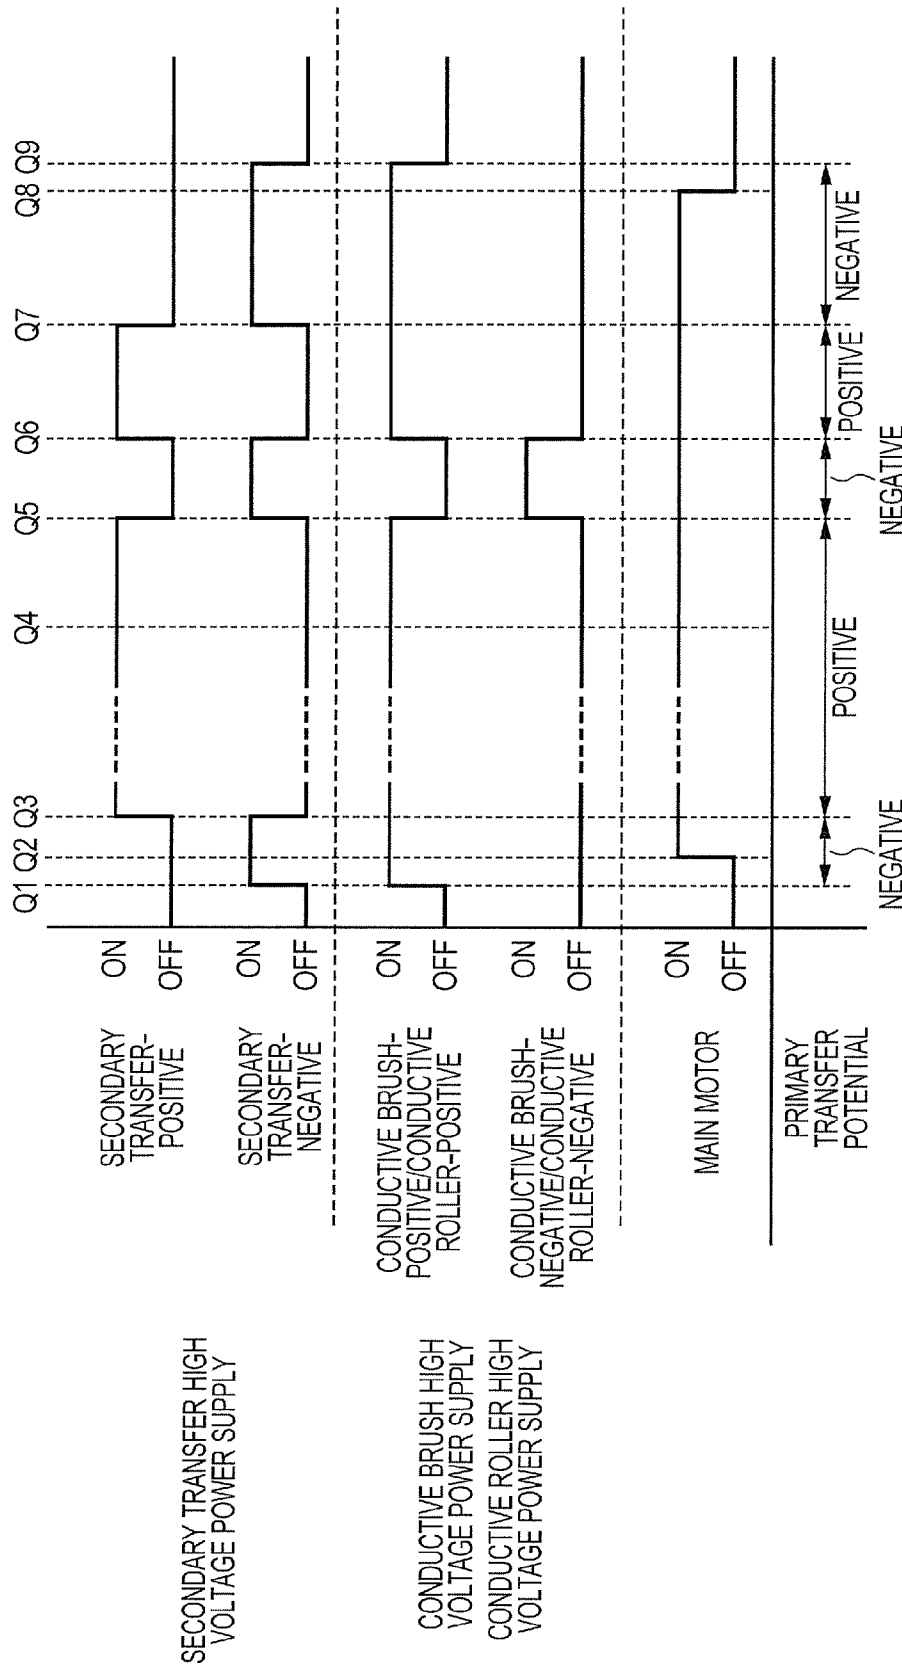 Q1
Q2
Q3
Q4
Q5
Q6
Q7
Q8
Q9
SECONDARY TRANSFER HIGH
VOLTAGE POWER SUPPLY
SECONDARY
TRANSFER-
POSITIVE
ON
OFF
SECONDARY
TRANSFER-
NEGATIVE
ON
OFF
CONDUCTIVE BRUSH HIGH
VOLTAGE POWER SUPPLY
CONDUCTIVE ROLLER HIGH
VOLTAGE POWER SUPPLY
CONDUCTIVE BRUSH-
POSITIVE/CONDUCTIVE
ROLLER-POSITIVE
ON
OFF
CONDUCTIVE BRUSH-
NEGATIVE/CONDUCTIVE
ROLLER-NEGATIVE
ON
OFF
MAIN MOTOR
ON
OFF
PRIMARY
TRANSFER
POTENTIAL
NEGATIVE
POSITIVE
NEGATIVE
POSITIVE
NEGATIVE